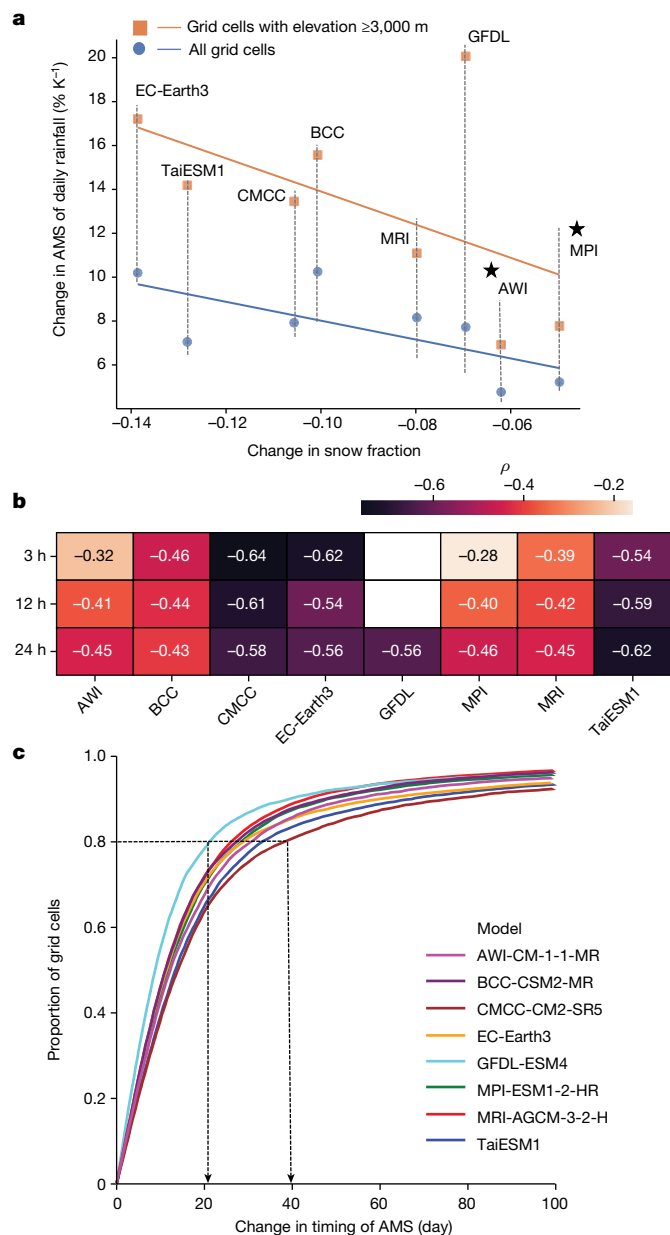 a
Grid cells with elevation ≥3,000 m
All grid cells
GFDL
EC-Earth3
BCC
TaiESM1
CMCC
MRI
MPI
AWI
20
18
16
14
12
10
8
6
Change in AMS of daily rainfall (% K⁻¹)
−0.14 −0.12 −0.10 −0.08 −0.06
Change in snow fraction
ρ
−0.6 −0.4 −0.2
b
3 h −0.32 −0.46 −0.64 −0.62 −0.28 −0.39 −0.54
12 h −0.41 −0.44 −0.61 −0.54 −0.40 −0.42 −0.59
24 h −0.45 −0.43 −0.58 −0.56 −0.56 −0.46 −0.45 −0.62
AWI BCC CMCC EC-Earth3 GFDL MPI MRI TaiESM1
c
1.0
0.8
0.6
0.4
0.2
0
Proportion of grid cells
Model
AWI-CM-1-1-MR
BCC-CSM2-MR
CMCC-CM2-SR5
EC-Earth3
GFDL-ESM4
MPI-ESM1-2-HR
MRI-AGCM-3-2-H
TaiESM1
0 20 40 60 80 100
Change in timing of AMS (day)